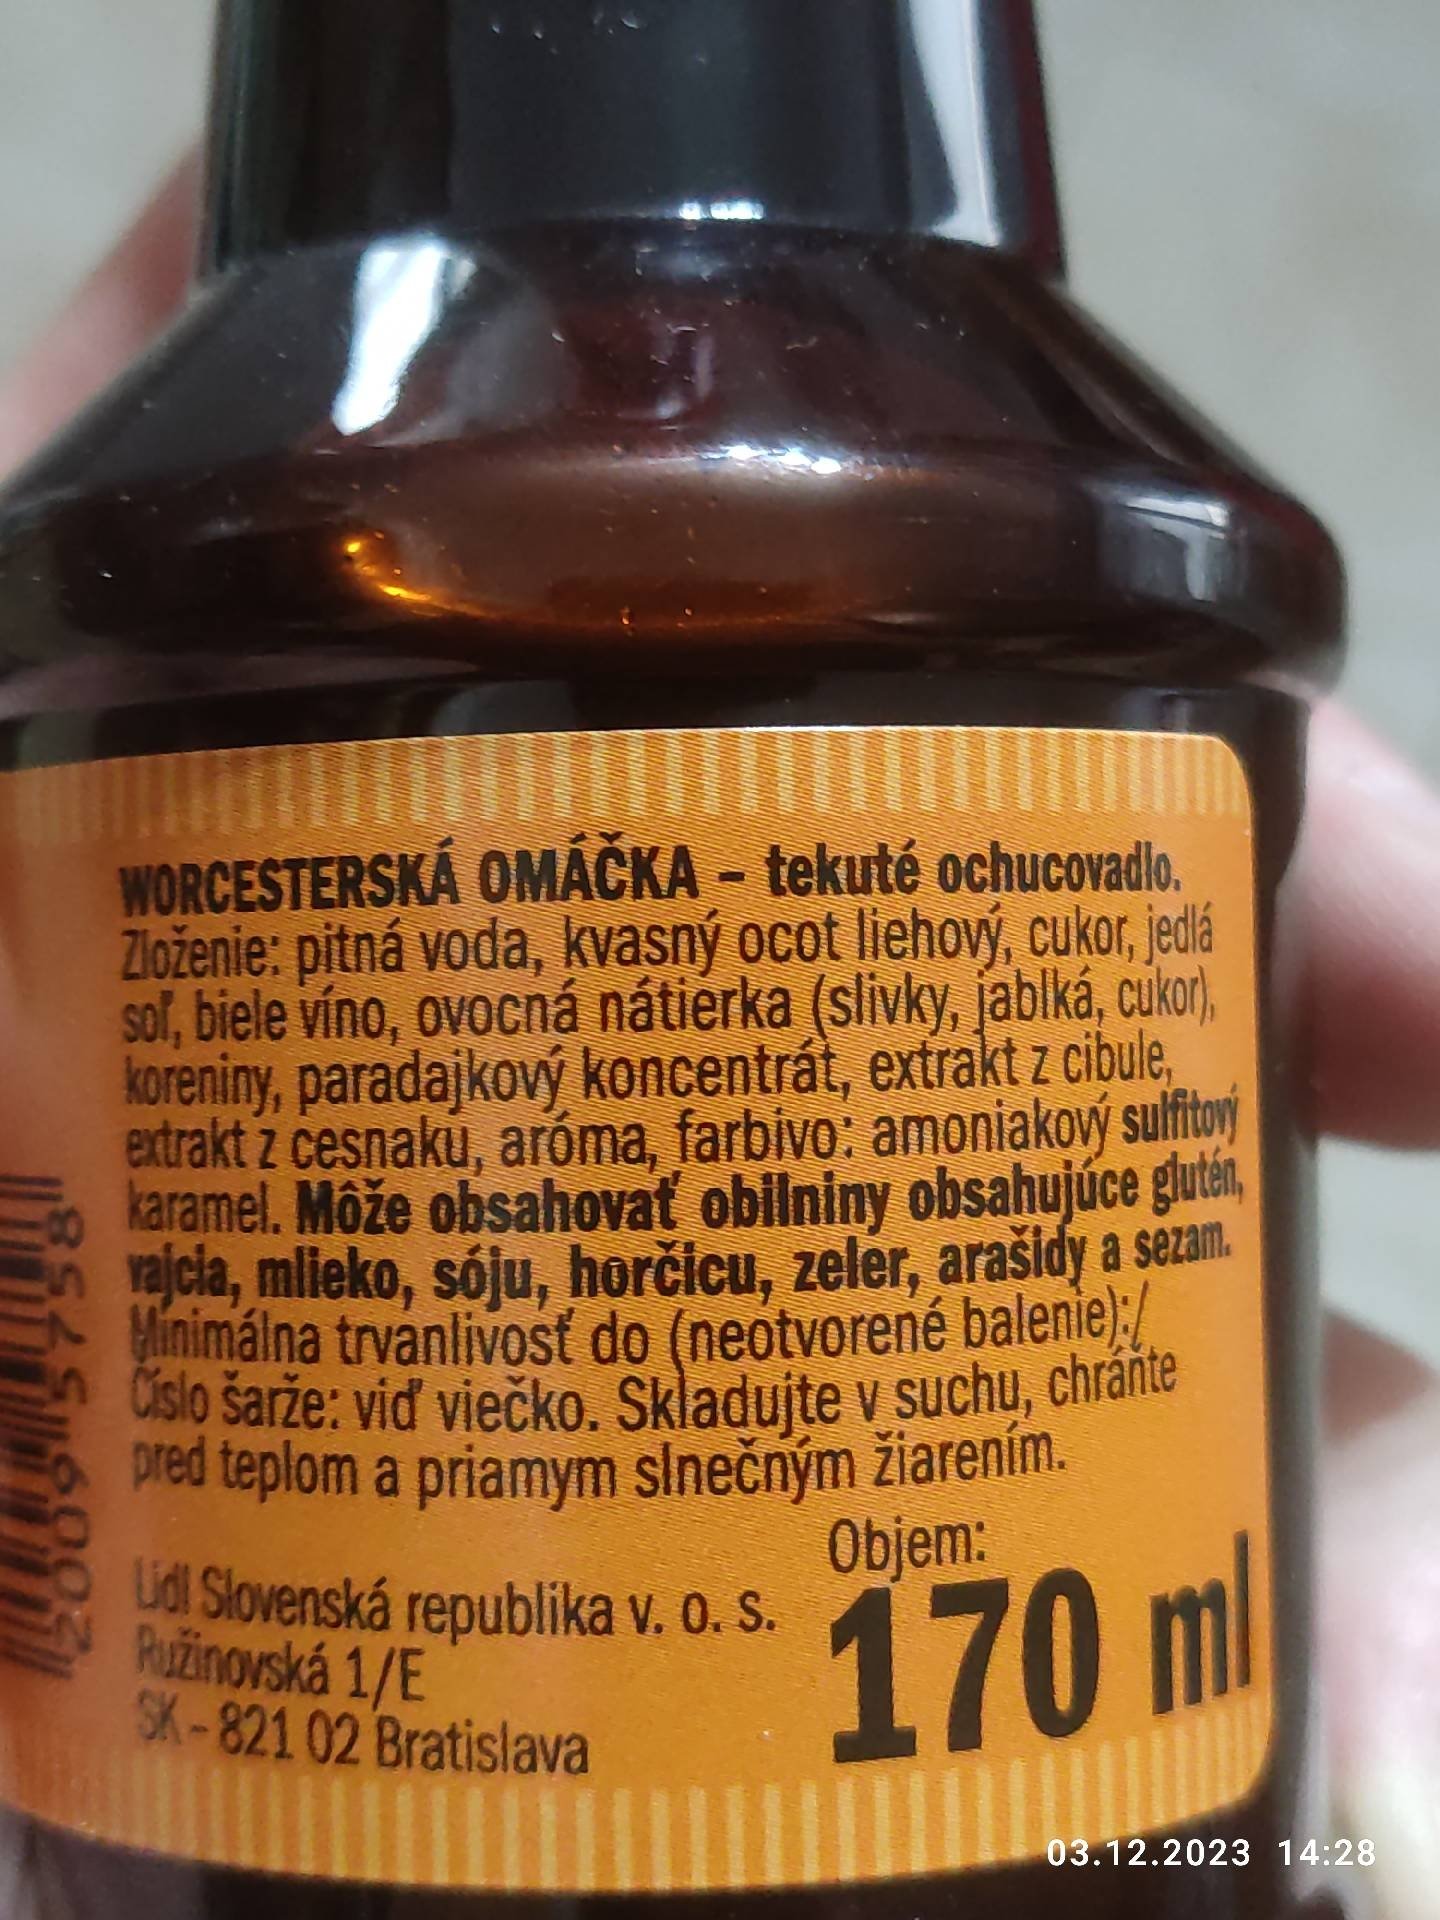 WORCESTERSKÁ OMÁČKA – tekuté ochucovadlo.
Zloženie: pitná voda, kvasný ocot liehový, cukor, jedlá
soľ, biele víno, ovocná nátierka (slivky, jablká, cukor),
koreniny, paradajkový koncentrát, extrakt z cibule,
extrakt z cesnaku, aróma, farbivo: amoniakový sulfitový
karamel. Môže obsahovať obilniny obsahujúce glutén,
vajcia, mlieko, sóju, horčicu, zeler, arašidy a sezam.
Minimálna trvanlivosť do (neotvorené balenie):/
Číslo šarže: viď viečko. Skladujte v suchu, chráňte
pred teplom a priamym slnečným žiarením.
Objem:
170 ml
Lidl Slovenská republika v. o. s.
Ružinovská 1/E
SK - 821 02 Bratislava
20095758
03.12.2023 14:28